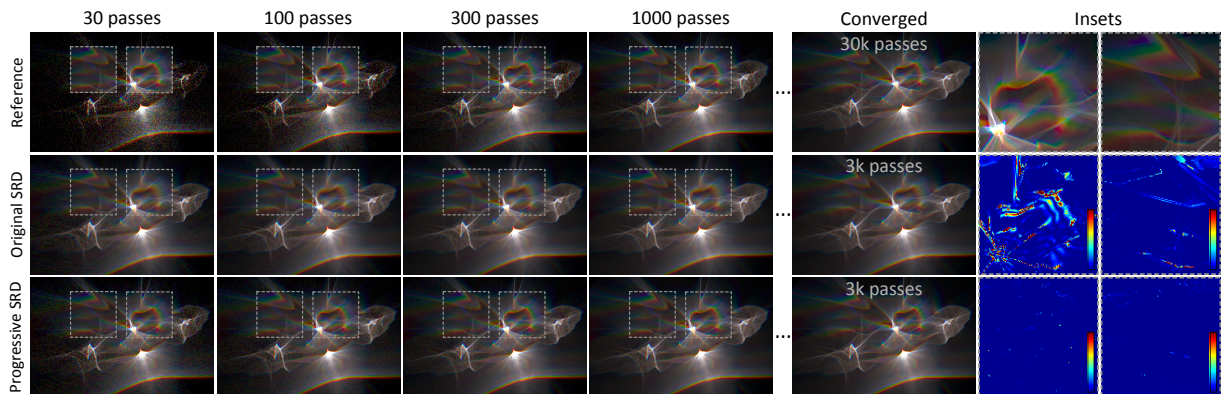 30 passes
100 passes
300 passes
1000 passes
Converged
Insets
Reference
30k passes
...
Original SRD
3k passes
...
Progressive SRD
3k passes
...